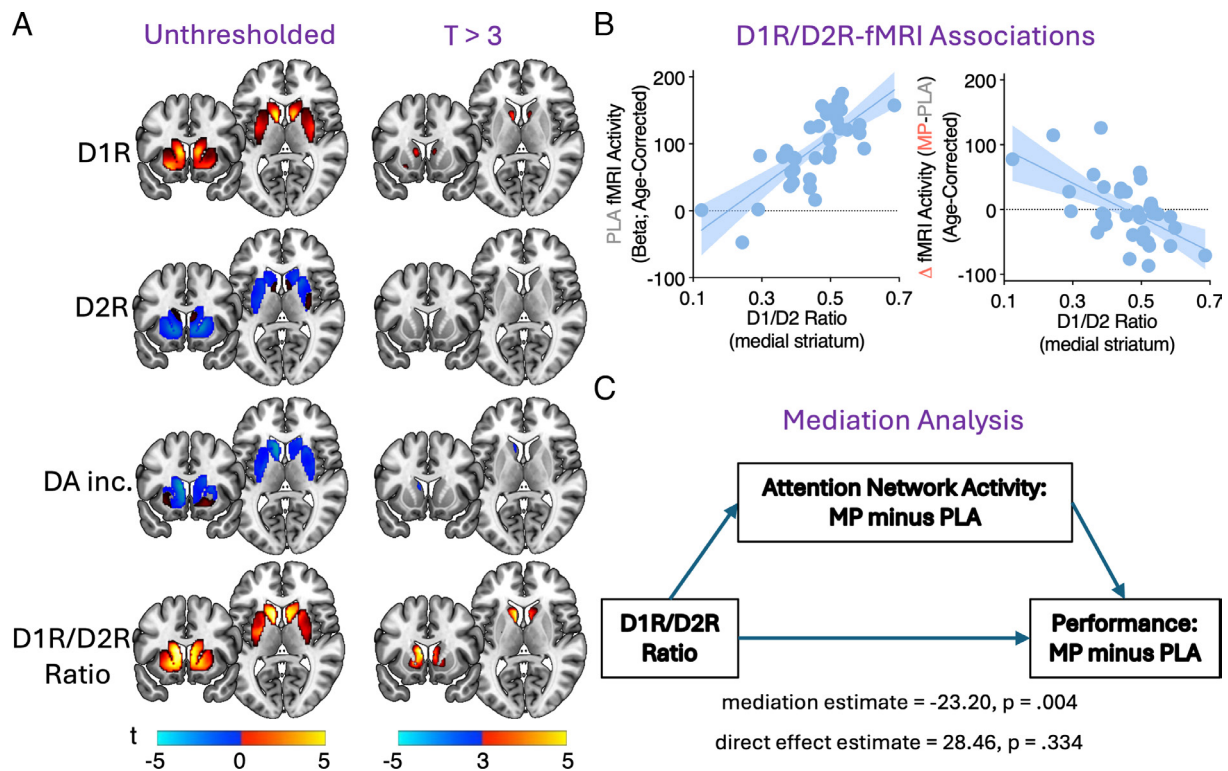 A
Unthresholded
T > 3
D1R
D2R
DA inc.
D1R/D2R
Ratio
t
-5
0
5
-5
3
5
B
D1R/D2R-fMRI Associations
PLA fMRI Activity
(Beta; Age-Corrected)
200
100
0
-100
0.1
0.3
0.5
0.7
D1/D2 Ratio
(medial striatum)
Δ fMRI Activity (MP-PLA)
(Age-Corrected)
200
100
0
-100
0.1
0.3
0.5
0.7
D1/D2 Ratio
(medial striatum)
C
Mediation Analysis
Attention Network Activity:
MP minus PLA
D1R/D2R
Ratio
Performance:
MP minus PLA
mediation estimate = -23.20, p = .004
direct effect estimate = 28.46, p = .334